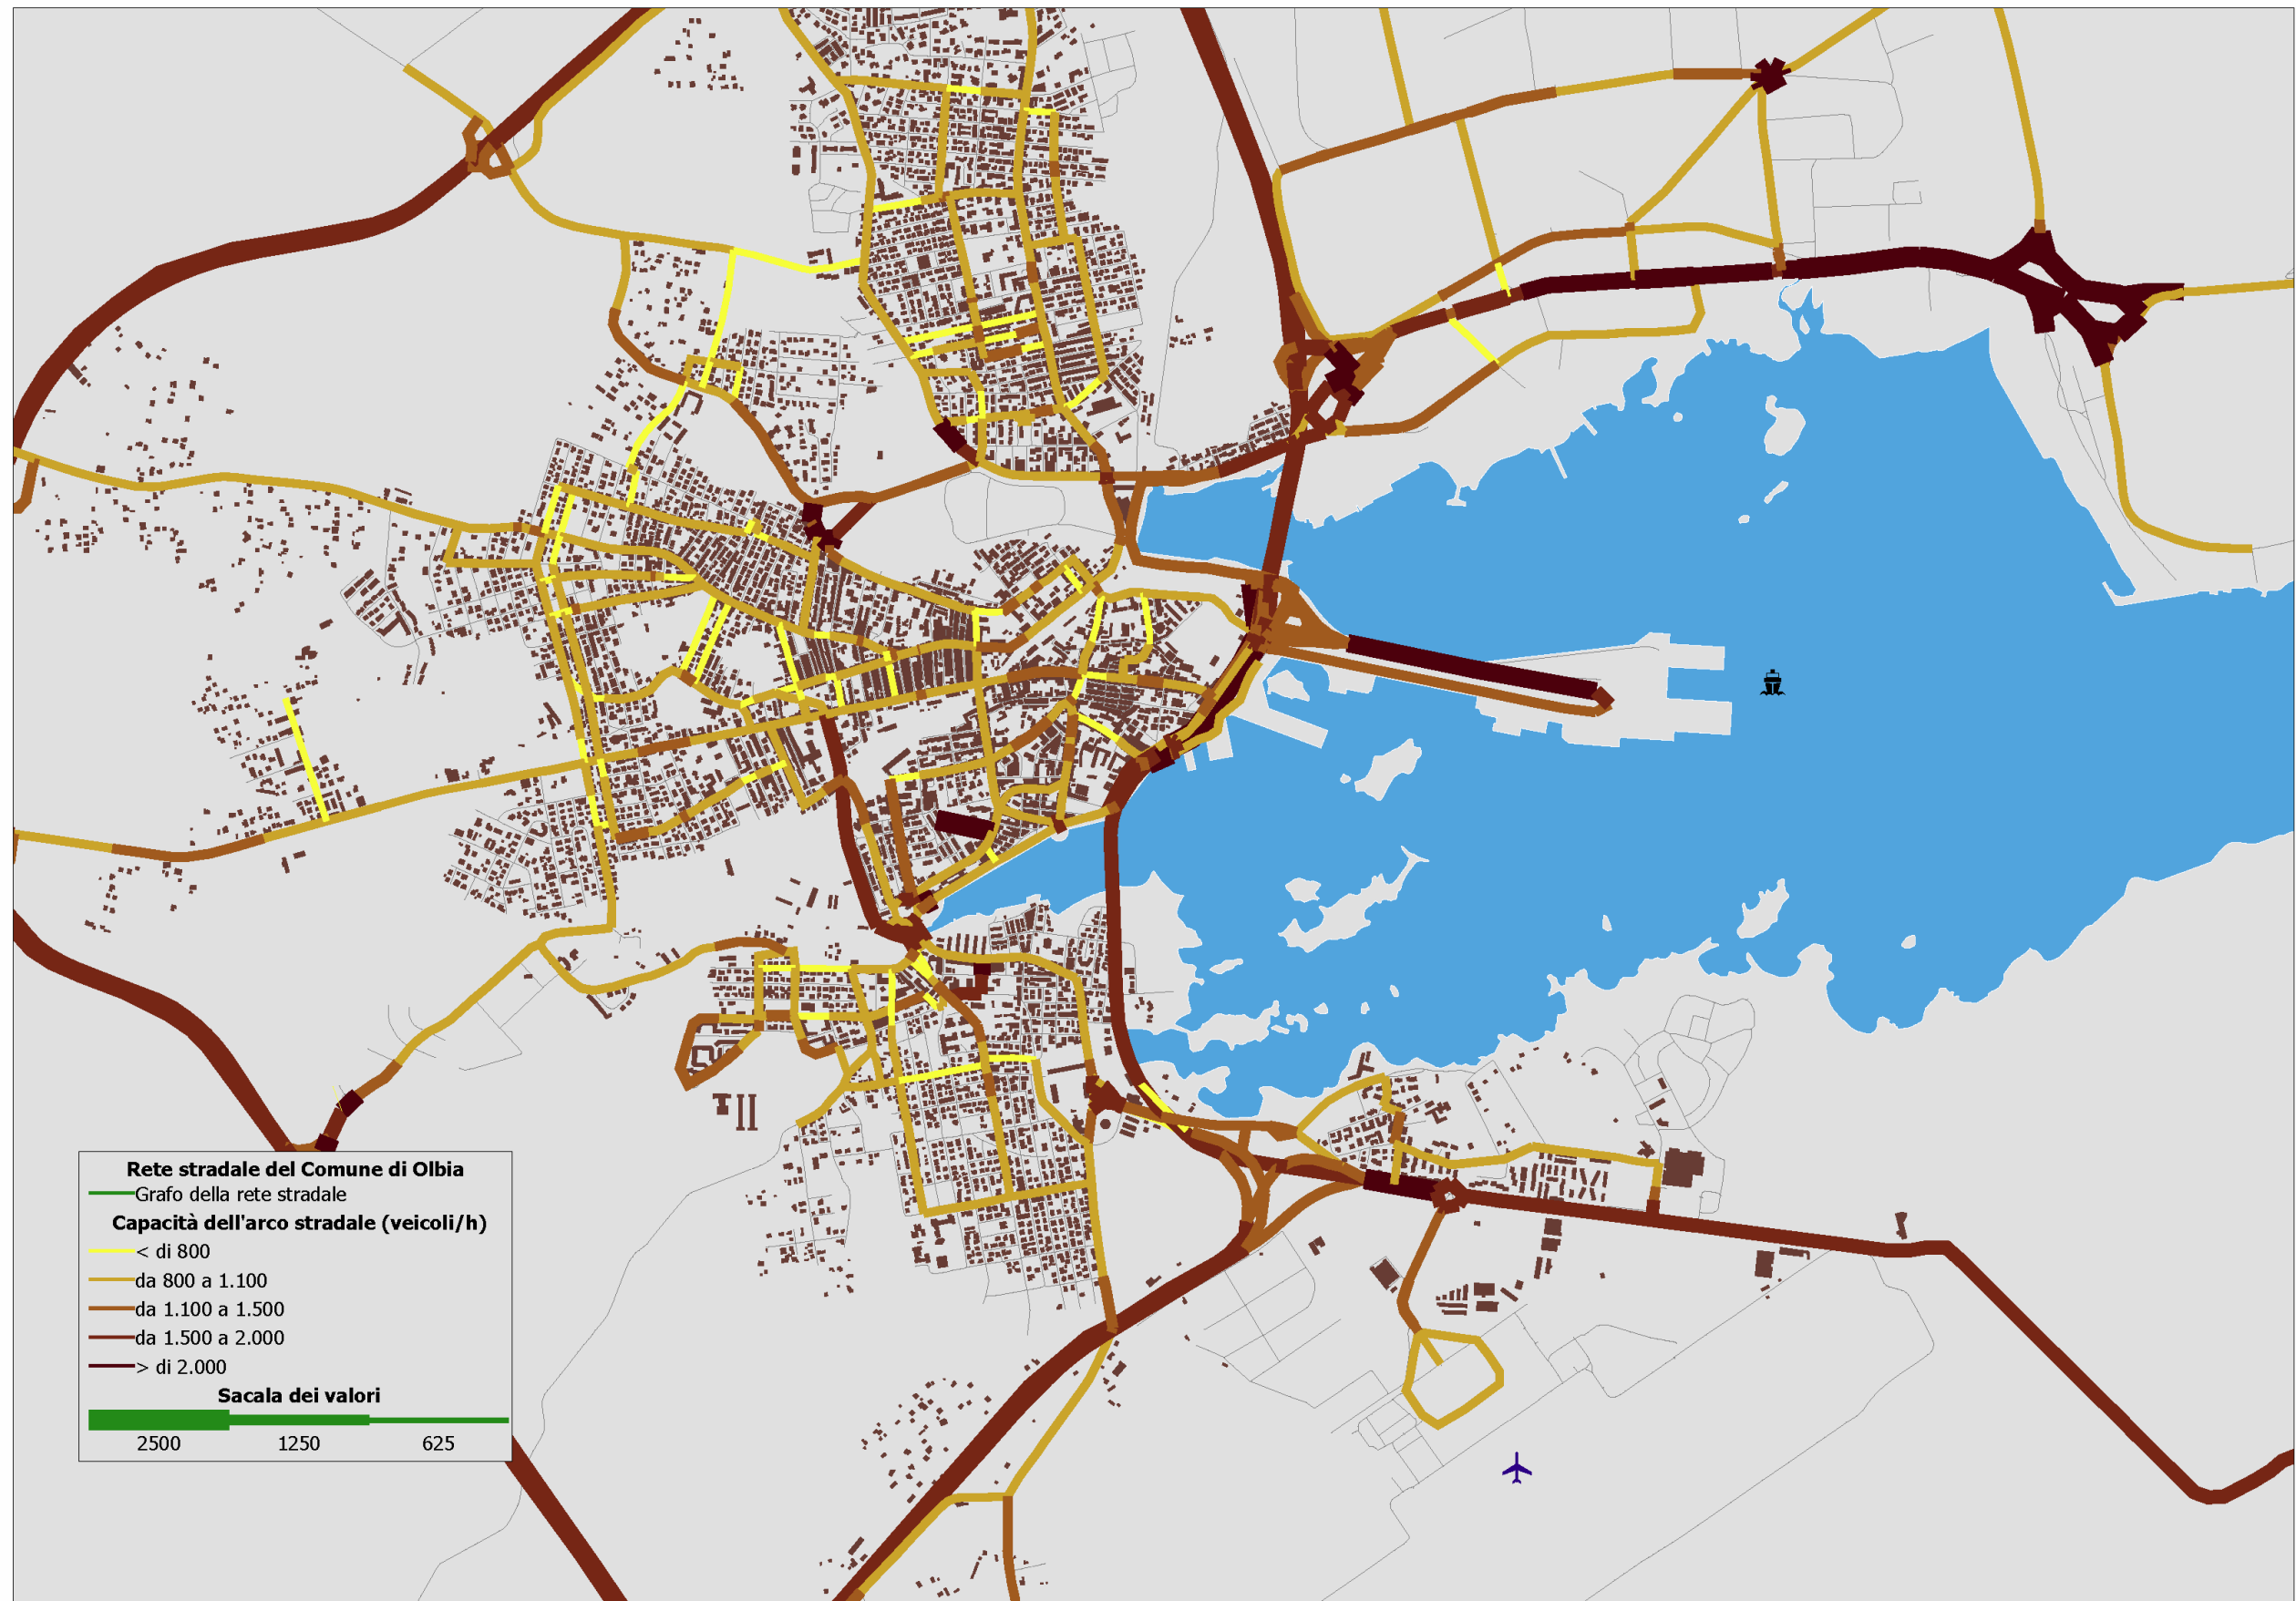 Rete stradale del Comune di Olbia
Grafo della rete stradale
Capacità dell'arco stradale (veicoli/h)
< di 800
da 800 a 1.100
da 1.100 a 1.500
da 1.500 a 2.000
> di 2.000
Sacala dei valori
2500 1250 625